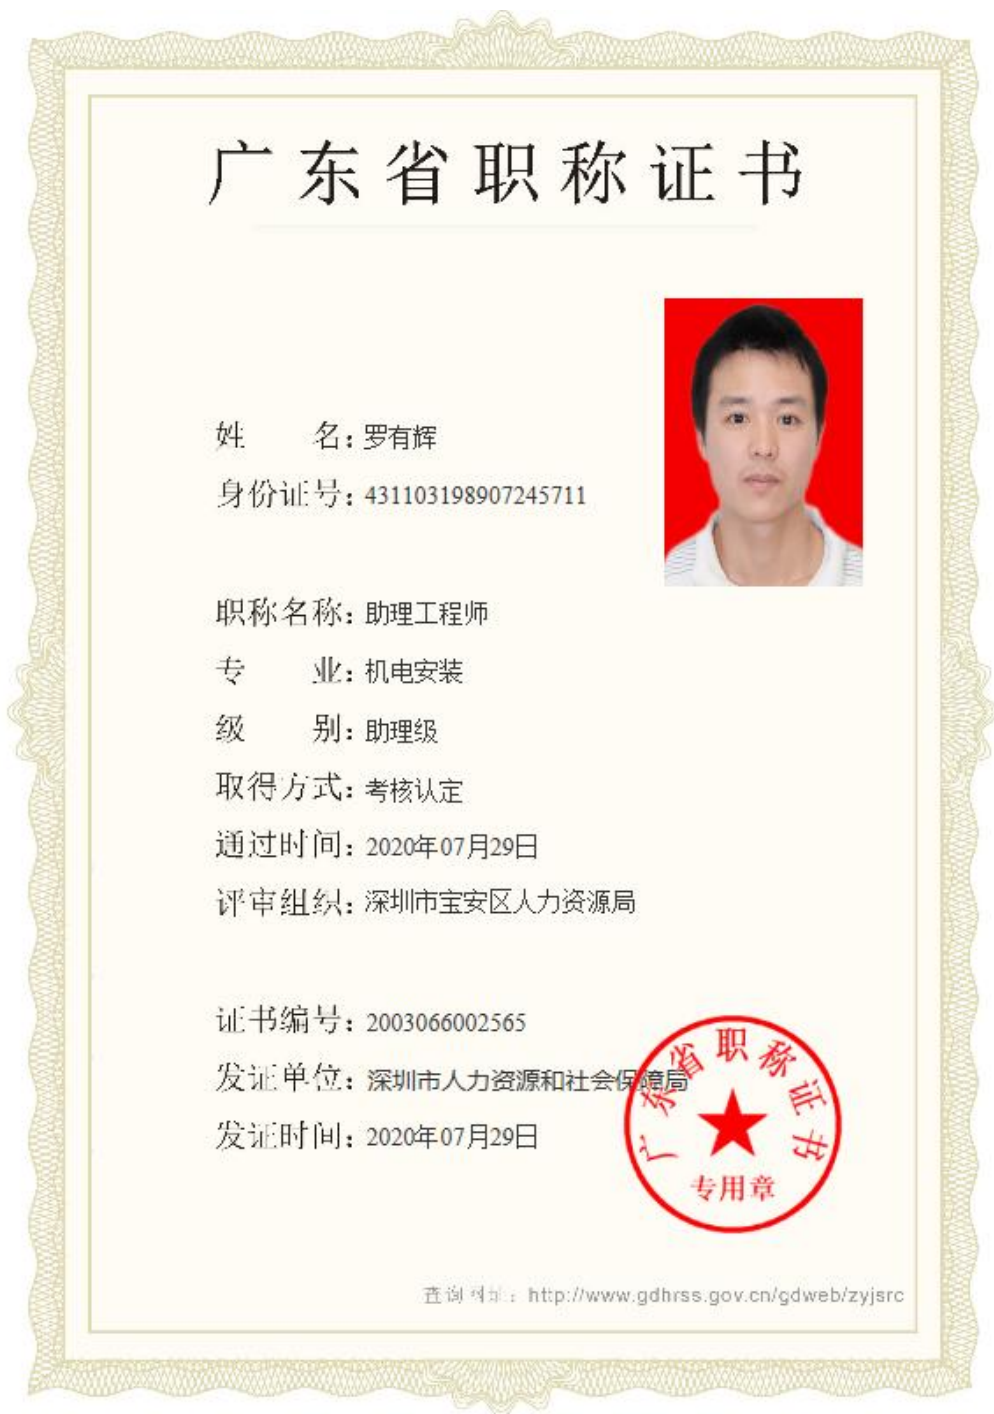 广东省职称证书
姓 名：罗有辉
身份证号：431103198907245711
职称名称：助理工程师
专 业：机电安装
级 别：助理级
取得方式：考核认定
通过时间：2020年07月29日
评审组织：深圳市宝安区人力资源局
证书编号：2003066002565
发证单位：深圳市人力资源和社会保障局
发证时间：2020年07月29日
广东省职称证书
专用章
查询网址：http://www.gdhrss.gov.cn/gdweb/zyjsrc